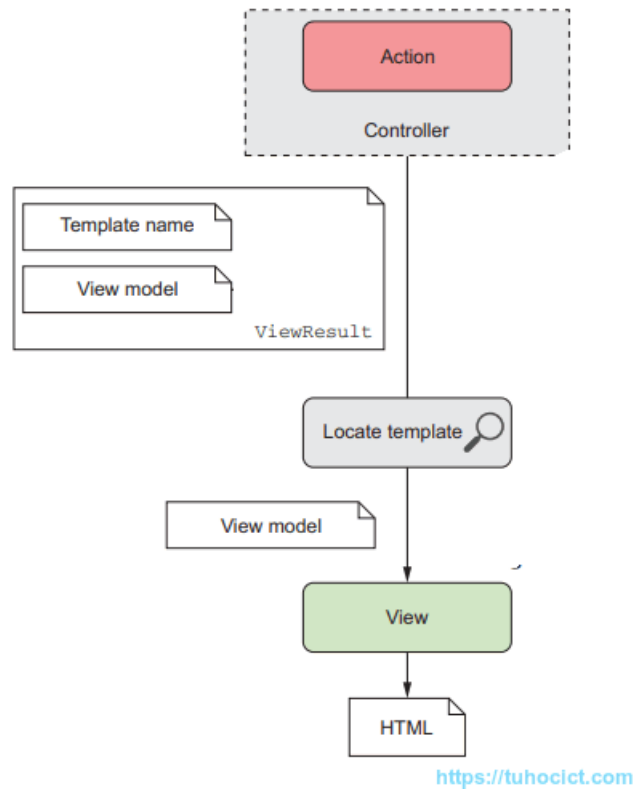 Action
Controller
Template name
View model
ViewResult
Locate template
View model
View
HTML
https://tuhocict.com